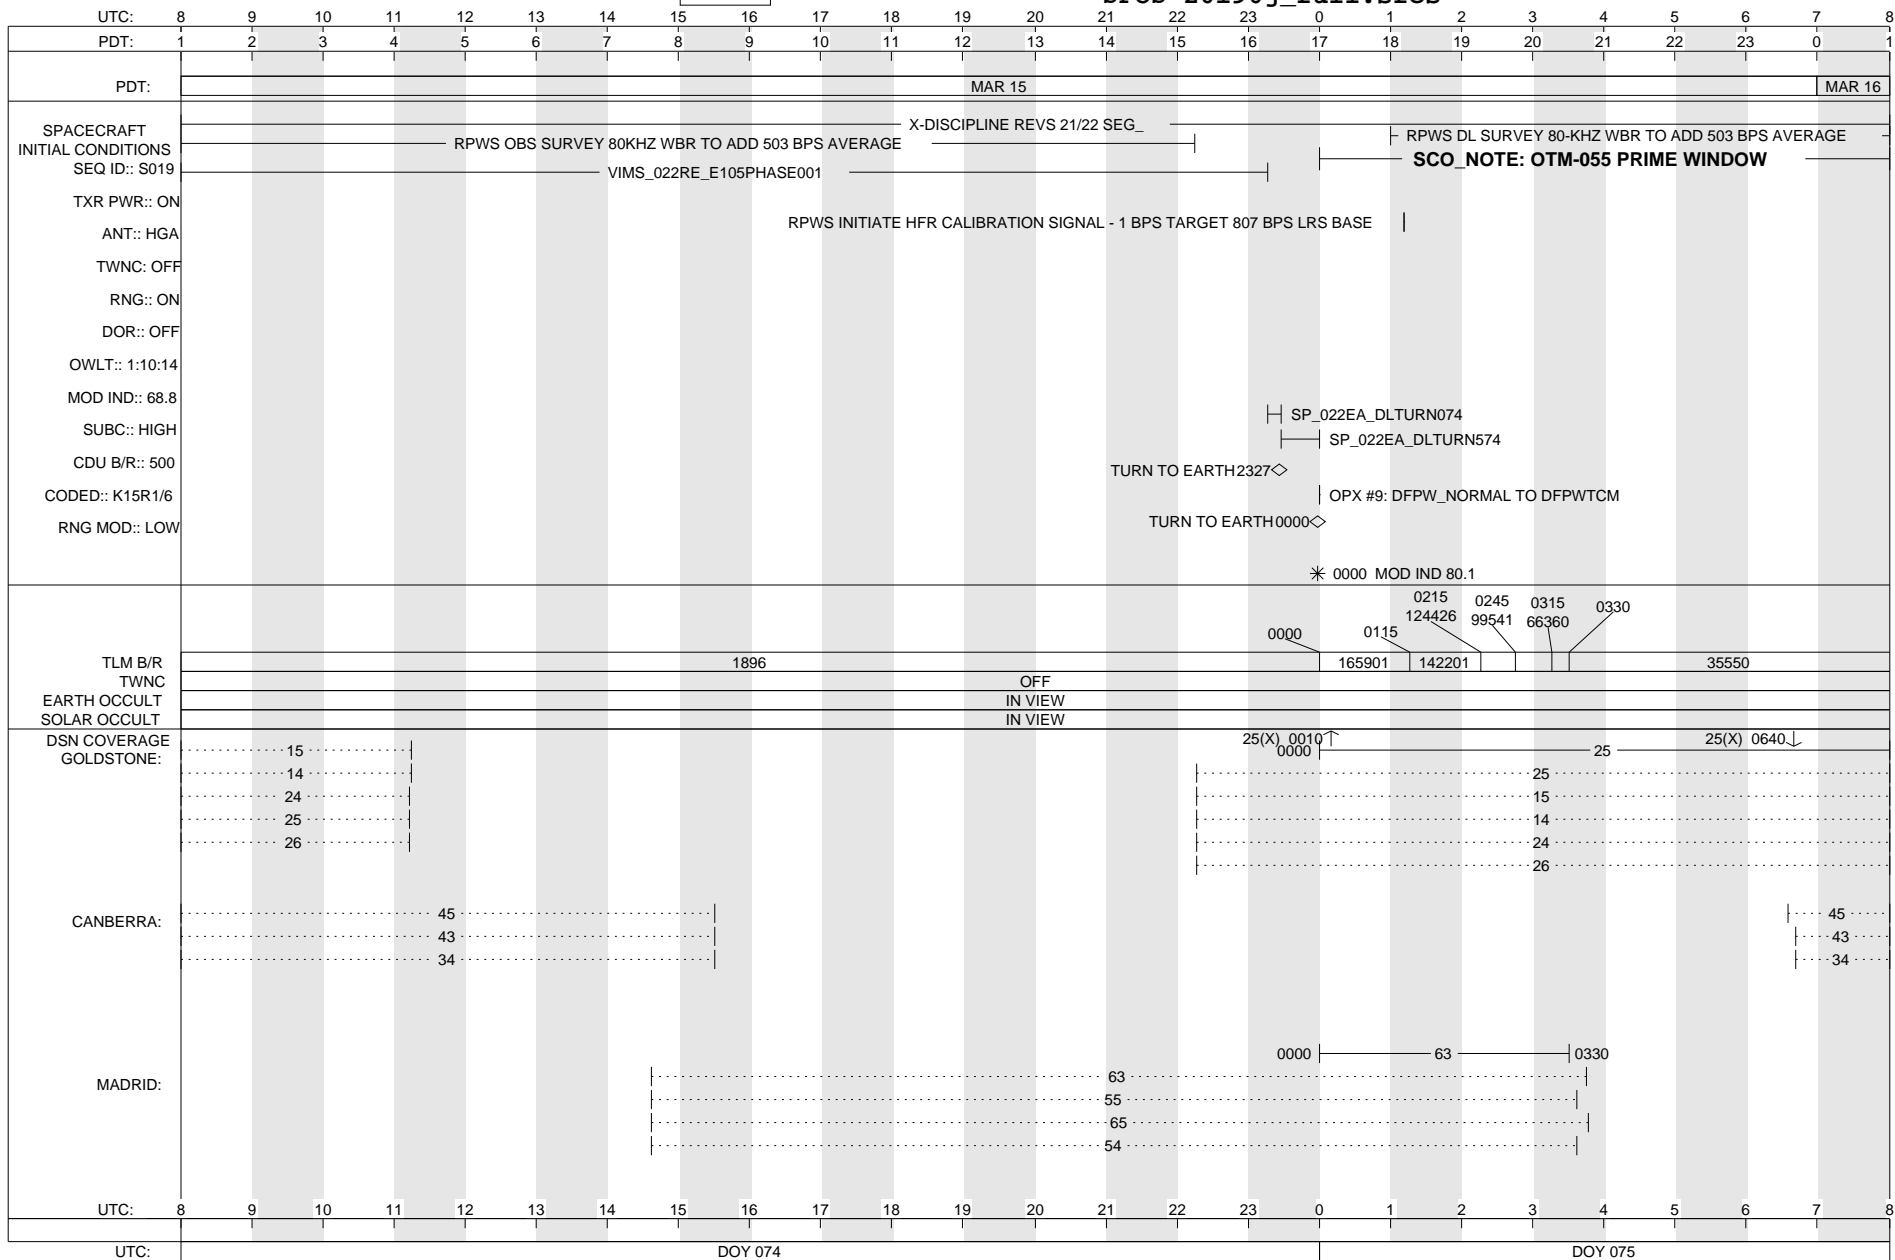 UTC: 8 9 10 11 12 13 14 15 16 17 18 19 20 21 22 23 0 1 2 3 4 5 6 7 8
PDT: 1 2 3 4 5 6 7 8 9 10 11 12 13 14 15 16 17 18 19 20 21 22 23 0 1
PDT: MAR 15 MAR 16
SPACECRAFT
INITIAL CONDITIONS
SEQ ID:: S019
TXR PWR:: ON
ANT:: HGA
TWNC: OFF
RNG:: ON
DOR:: OFF
OWLT:: 1:10:14
MOD IND:: 68.8
SUBC:: HIGH
CDU B/R:: 500
CODED:: K15R1/6
RNG MOD:: LOW
X-DISCIPLINE REVS 21/22 SEG_
RPWS OBS SURVEY 80KHZ WBR TO ADD 503 BPS AVERAGE
RPWS DL SURVEY 80-KHZ WBR TO ADD 503 BPS AVERAGE
SCO_NOTE: OTM-055 PRIME WINDOW
VIMS_022RE_E105PHASE001
RPWS INITIATE HFR CALIBRATION SIGNAL - 1 BPS TARGET 807 BPS LRS BASE
SP_022EA_DLTURN074
SP_022EA_DLTURN574
TURN TO EARTH2327
OPX #9: DFPW_NORMAL TO DFPWTCM
TURN TO EARTH0000
0000 MOD IND 80.1
0215 0245 0315 0330
124426 99541 66360
0000 0115
TLM B/R 1896 165901 142201 35550
TWNC OFF
EARTH OCCULT IN VIEW
SOLAR OCCULT IN VIEW
DSN COVERAGE
GOLDSTONE:
25(X) 0010 25(X) 0640
15 0000 25
14 25
24 15
25 14
26 24
26
CANBERRA:
45 45
43 43
34 34
0000 63 0330
MADRID:
63
55
65
54
UTC: 8 9 10 11 12 13 14 15 16 17 18 19 20 21 22 23 0 1 2 3 4 5 6 7 8
UTC: DOY 074 DOY 075